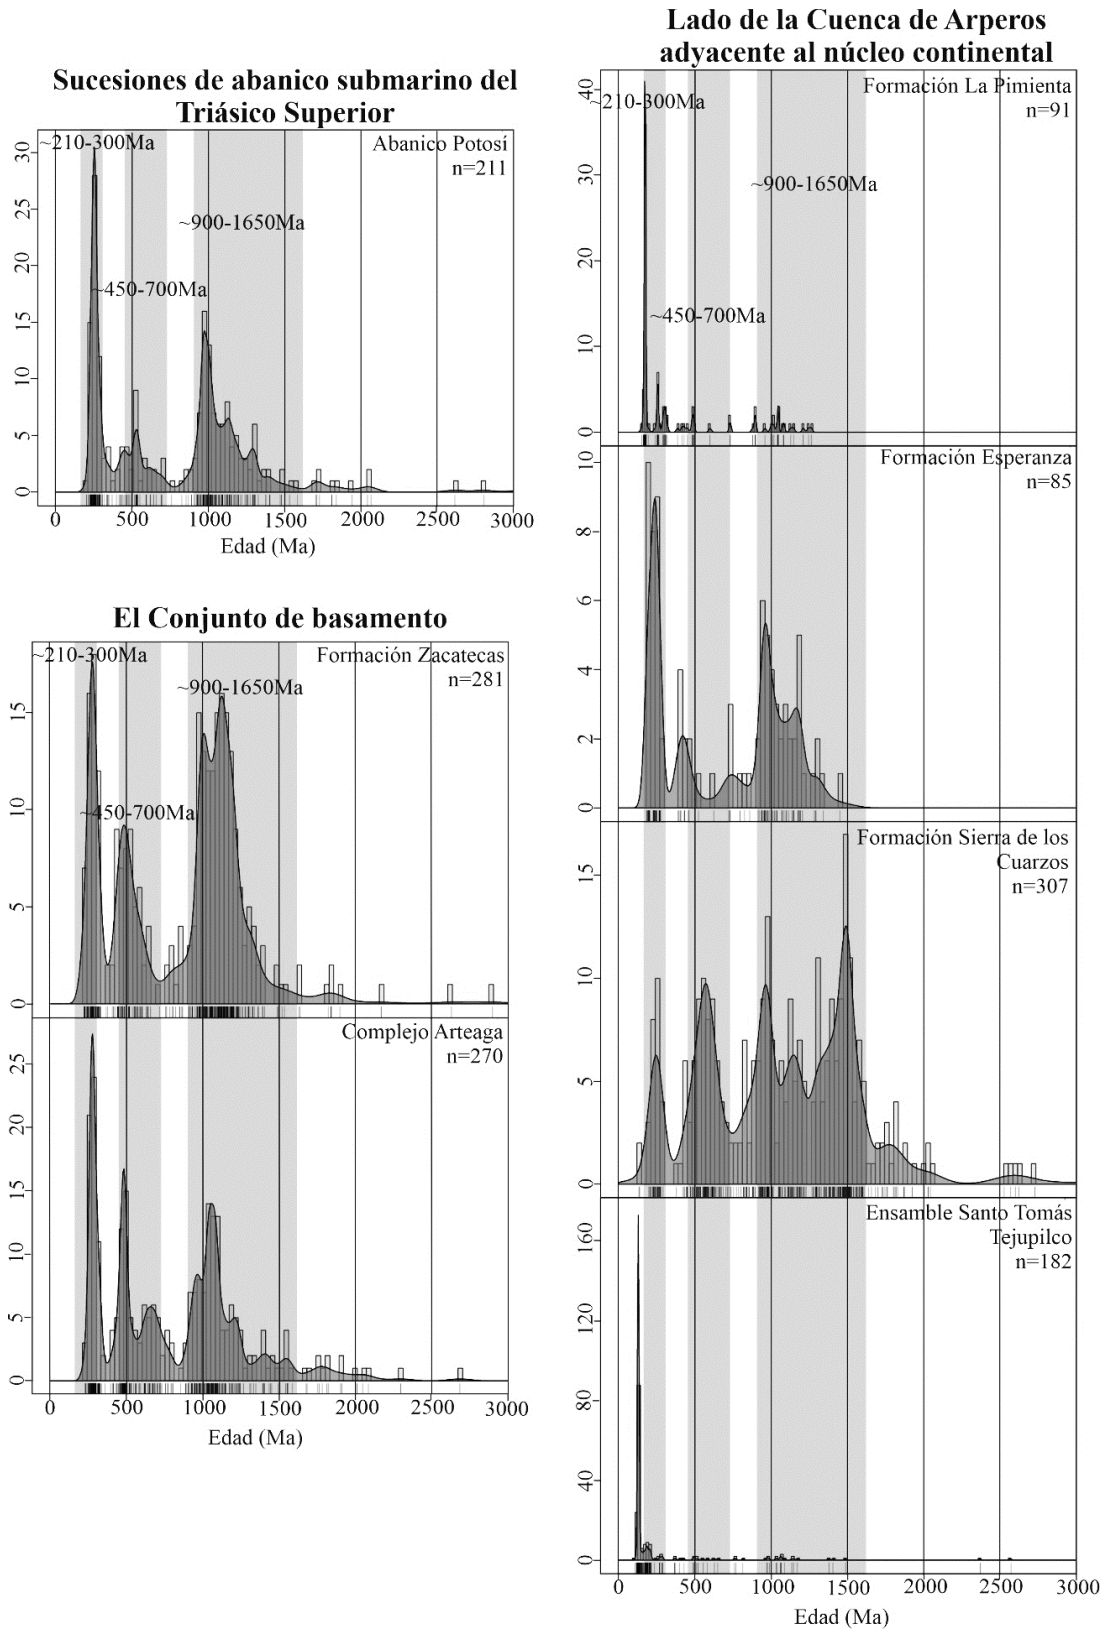 Sucesiones de abanico submarino del
Triásico Superior
~210-300Ma
Abanico Potosí
n=211
~900-1650Ma
~450-700Ma
30
25
20
15
10
5
0
0 500 1000 1500 2000 2500 3000
Edad (Ma)
El Conjunto de basamento
~210-300Ma
Formación Zacatecas
n=281
~900-1650Ma
~450-700Ma
15
10
5
0
Complejo Arteaga
n=270
25
20
15
10
5
0
0 500 1000 1500 2000 2500 3000
Edad (Ma)
Lado de la Cuenca de Arperos
adyacente al núcleo continental
Formación La Pimienta
~210-300Ma
n=91
~900-1650Ma
~450-700Ma
40
30
20
10
0
Formación Esperanza
n=85
10
8
6
4
2
0
Formación Sierra de los
Cuarzos
n=307
15
10
5
0
Ensamble Santo Tomás
Tejupilco
n=182
160
120
80
40
0
0 500 1000 1500 2000 2500 3000
Edad (Ma)